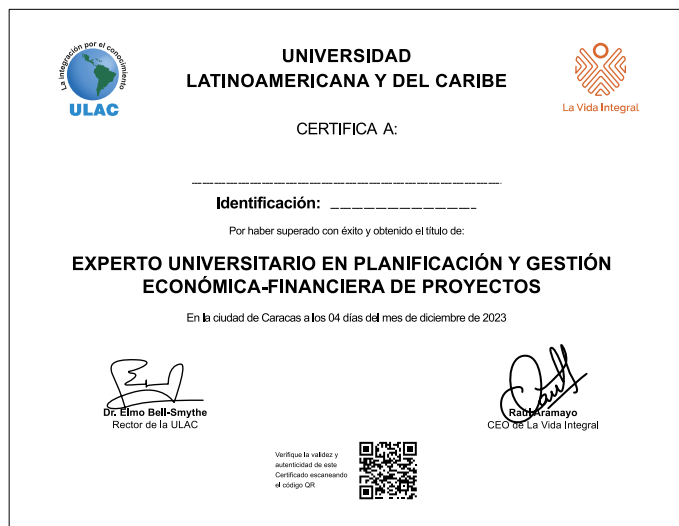 La integración por el conocimiento
ULAC
UNIVERSIDAD
LATINOAMERICANA Y DEL CARIBE
La Vida Integral
CERTIFICA A:
Identificación:
Por haber superado con éxito y obtenido el título de:
EXPERTO UNIVERSITARIO EN PLANIFICACIÓN Y GESTIÓN
ECONÓMICA-FINANCIERA DE PROYECTOS
En la ciudad de Caracas a los 04 días del mes de diciembre de 2023
Dr. Elmo Bell-Smythe
Rector de la ULAC
Raúl Aramayo
CEO de La Vida Integral
Verifique la validez y
autenticidad de este
Certificado escaneando
el código QR